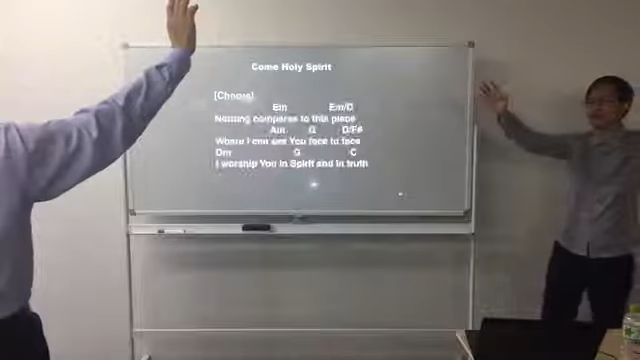 Come Holy Spirit
[Chorus]
Em Em/D
Nothing compares to this place
Am G D/F#
Where I can see You face to face
Dm G C
I worship You in Spirit and in truth